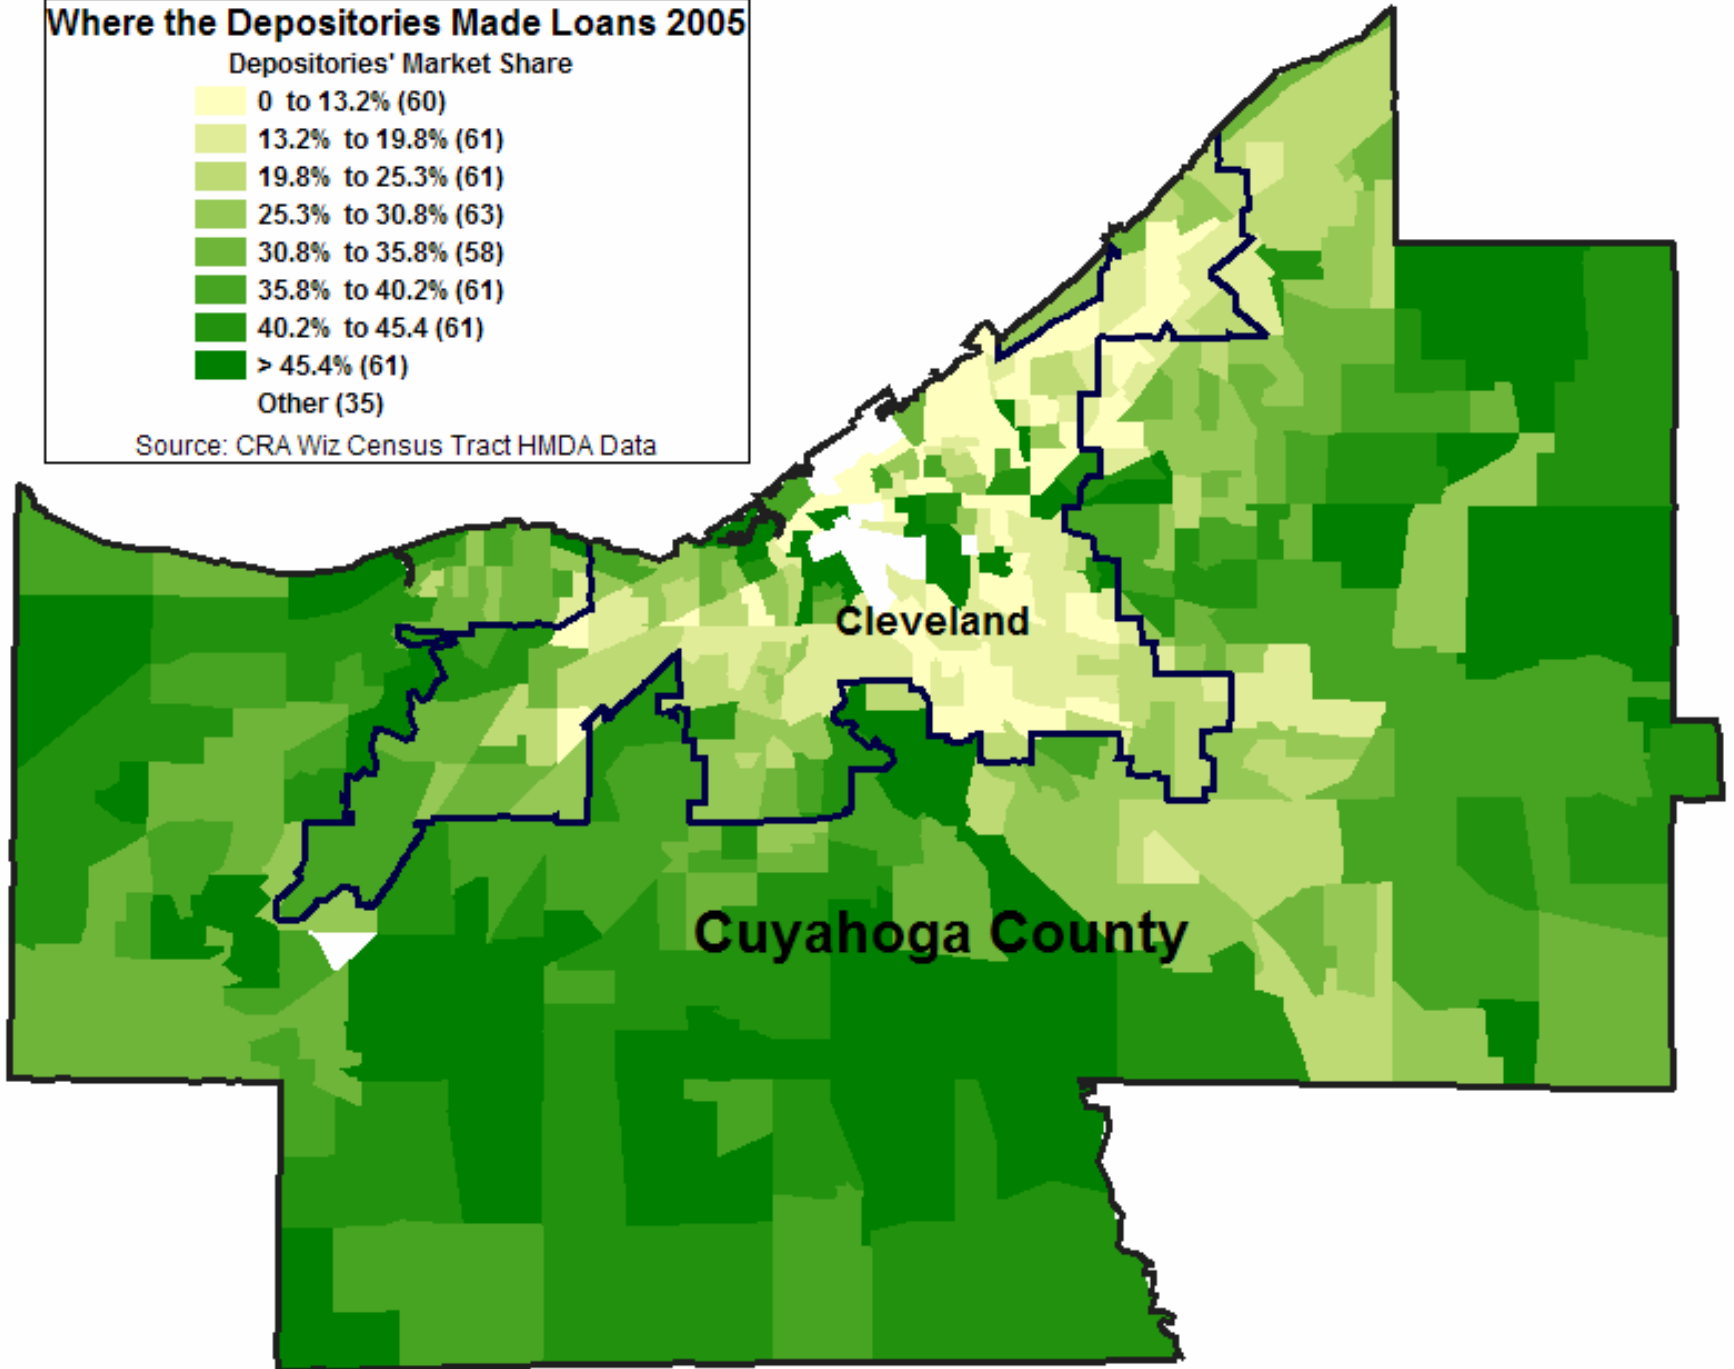 Where the Depositories Made Loans 2005
Depositories' Market Share
0 to 13.2% (60)
13.2% to 19.8% (61)
19.8% to 25.3% (61)
25.3% to 30.8% (63)
30.8% to 35.8% (58)
35.8% to 40.2% (61)
40.2% to 45.4 (61)
> 45.4% (61)
Other (35)
Source: CRA Wiz Census Tract HMDA Data
Cleveland
Cuyahoga County